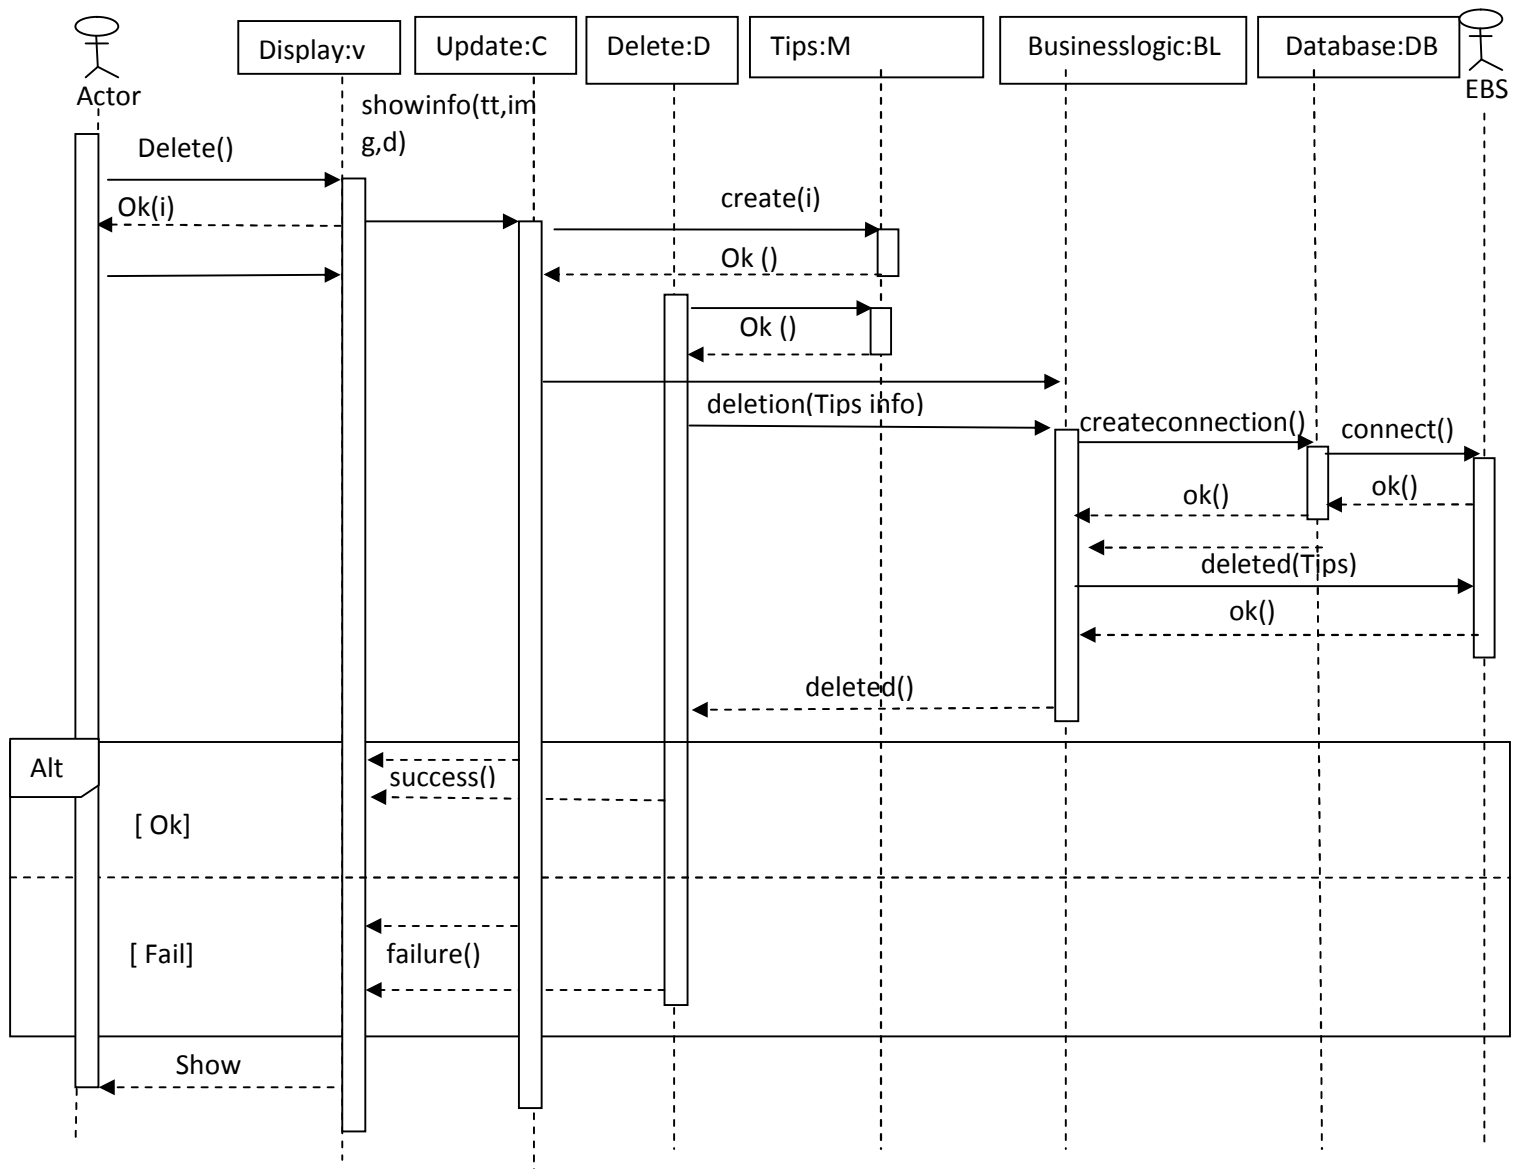 Display:v
Update:C
Delete:D
Tips:M
Businesslogic:BL
Database:DB
Actor
EBS
showinfo(tt,im
g,d)
Delete()
create(i)
Ok(i)
Ok ()
Ok ()
deletion(Tips info)
createconnection()
connect()
ok()
ok()
deleted(Tips)
ok()
deleted()
Alt
success()
[ Ok]
[ Fail]
failure()
Show